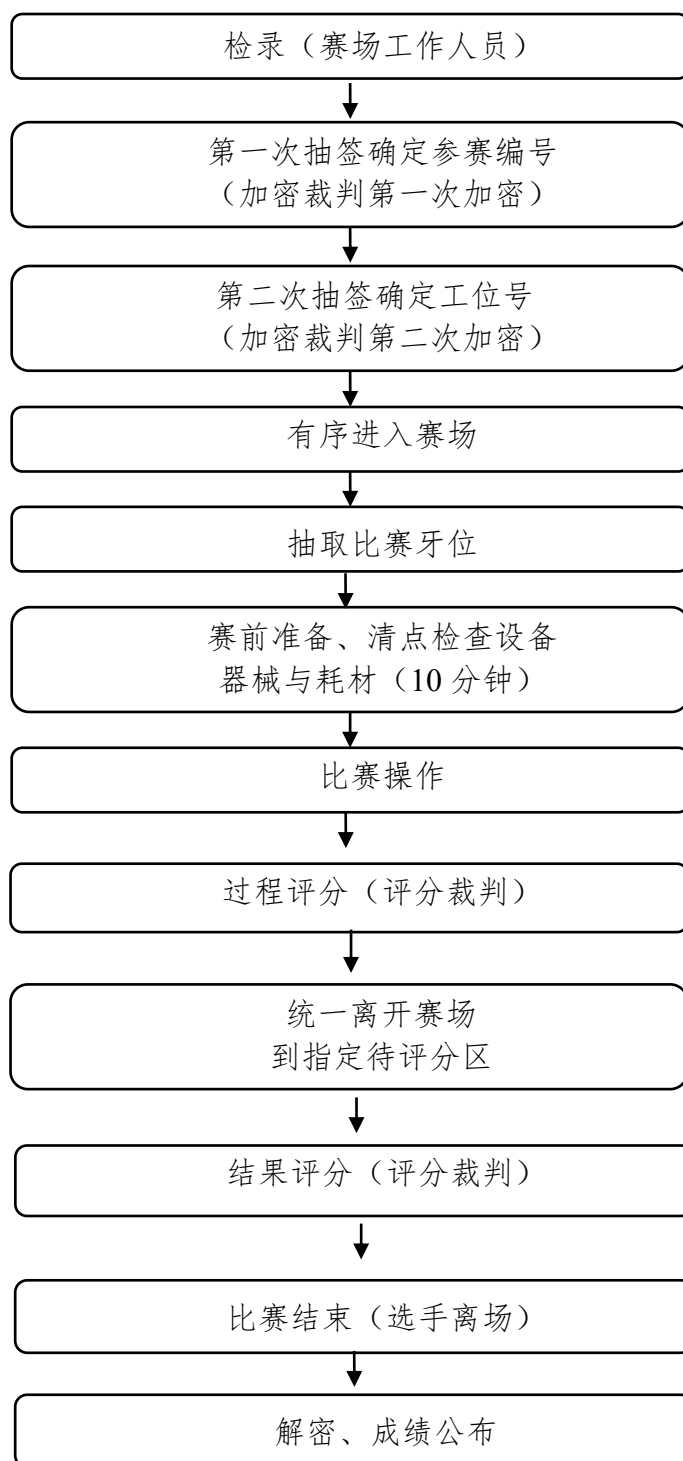 检录（赛场工作人员）
第一次抽签确定参赛编号
（加密裁判第一次加密）
第二次抽签确定工位号
（加密裁判第二次加密）
有序进入赛场
抽取比赛牙位
赛前准备、清点检查设备
器械与耗材（10 分钟）
比赛操作
过程评分（评分裁判）
统一离开赛场
到指定待评分区
结果评分（评分裁判）
比赛结束（选手离场）
解密、成绩公布